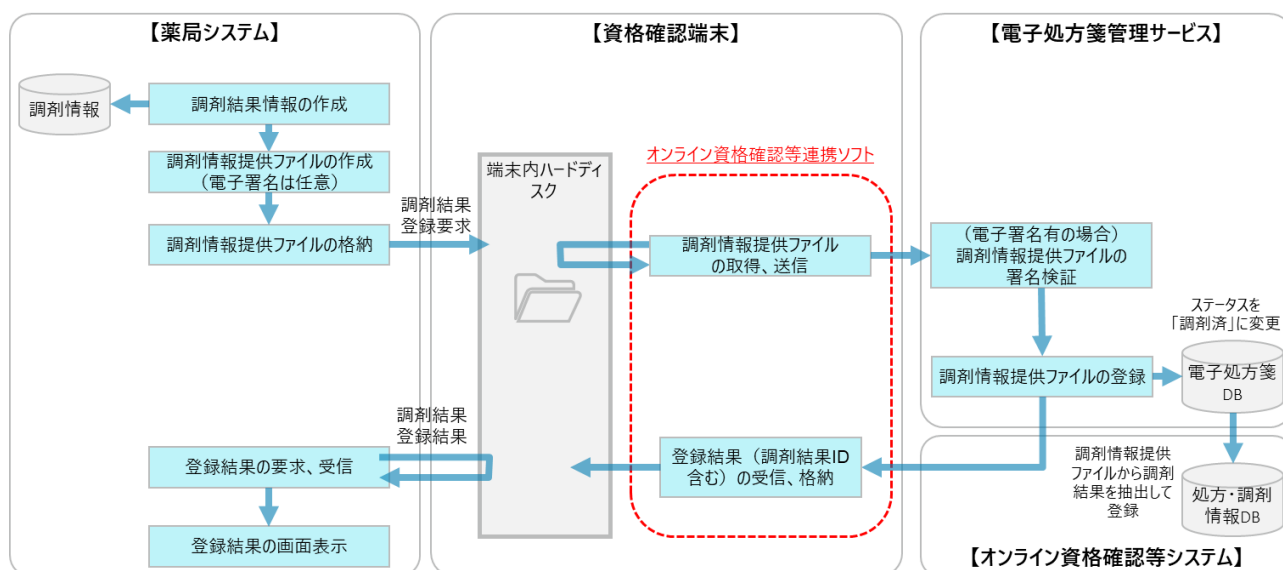 【薬局システム】
調剤情報
調剤結果情報の作成
調剤情報提供ファイルの作成
（電子署名は任意）
調剤情報提供ファイルの格納
調剤結果
登録要求
調剤結果
登録結果
登録結果の要求、受信
登録結果の画面表示
【資格確認端末】
端末内ハードディ
スク
オンライン資格確認等連携ソフト
調剤情報提供ファイル
の取得、送信
登録結果（調剤結果ID
含む）の受信、格納
【電子処方箋管理サービス】
（電子署名有の場合）
調剤情報提供ファイルの
署名検証
ステータスを
「調剤済」に変更
調剤情報提供ファイルの登録
電子処方箋
DB
調剤情報提供
ファイルから調剤
結果を抽出して
登録
処方・調剤
情報DB
【オンライン資格確認等システム】